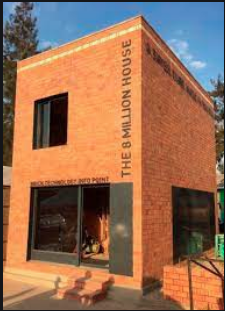 THE 8 MILLION HOUSE
BRICK TECHNOLOGY INFO POINT